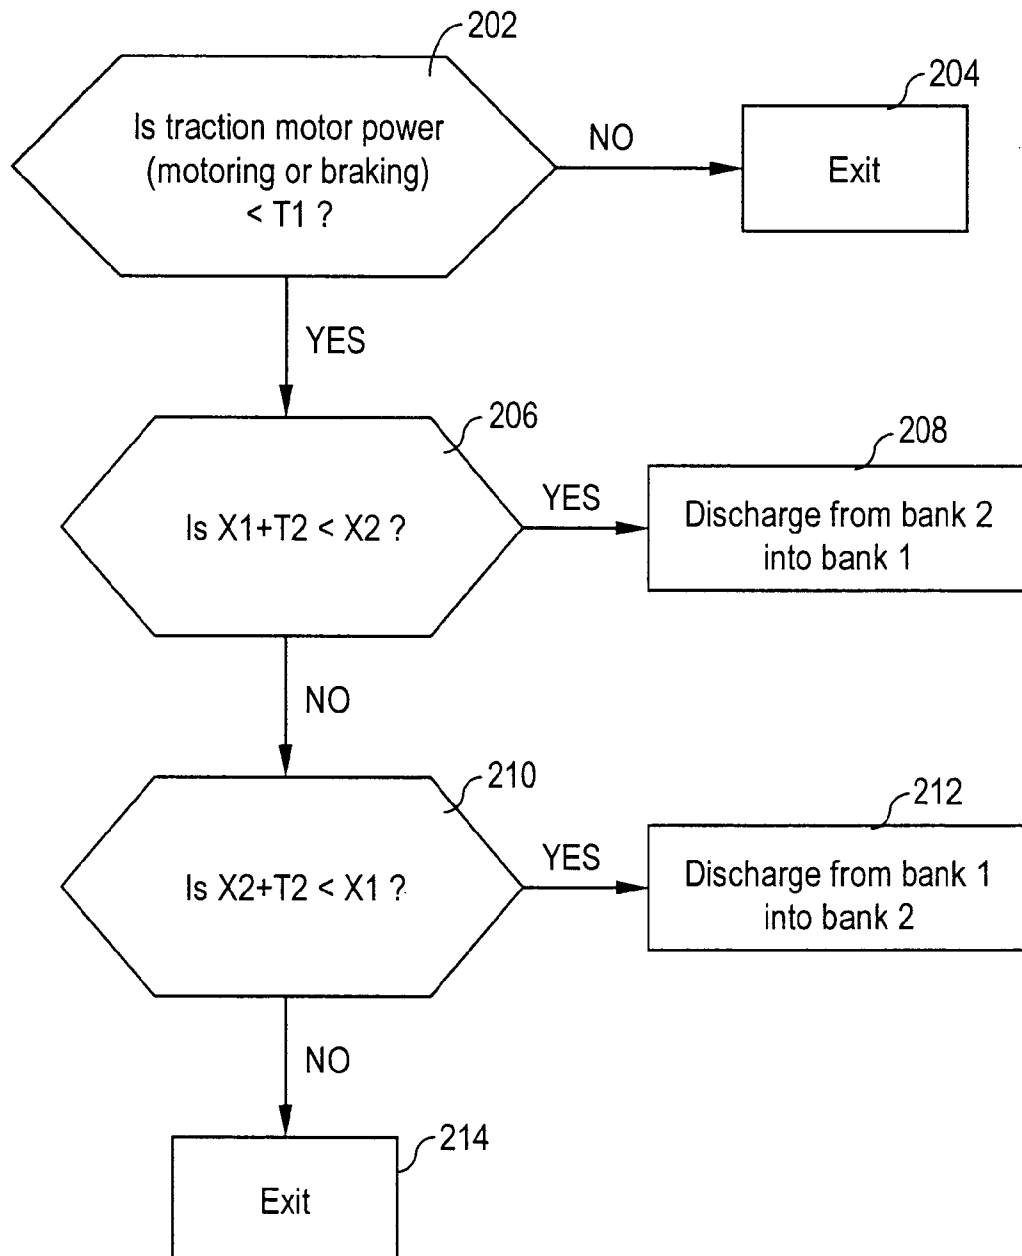 202
Is traction motor power
(motoring or braking)
< T1 ?
NO
204
Exit
YES
206
Is X1+T2 < X2 ?
YES
208
Discharge from bank 2
into bank 1
NO
210
Is X2+T2 < X1 ?
YES
212
Discharge from bank 1
into bank 2
NO
214
Exit